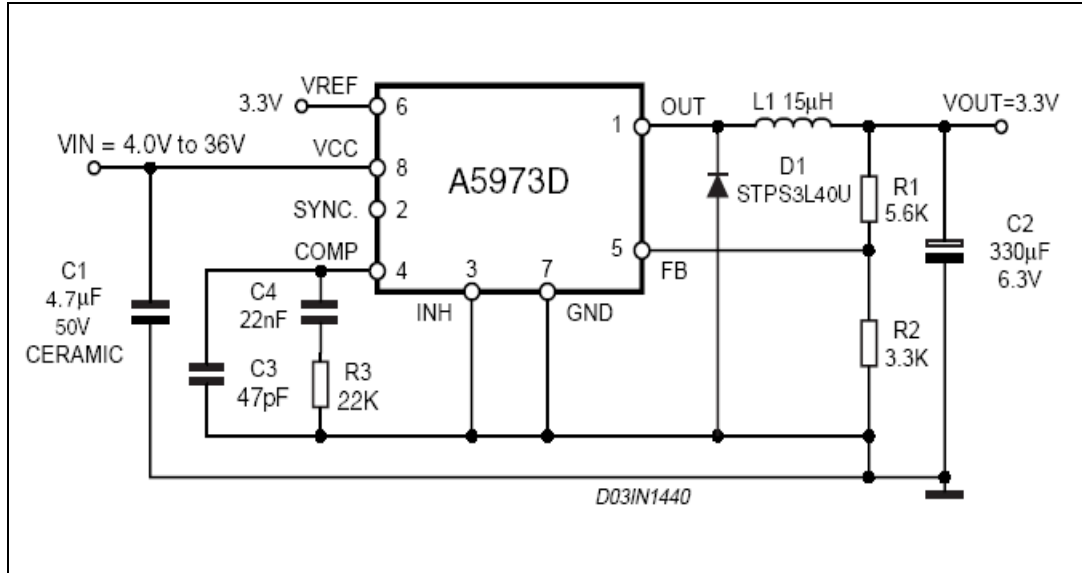 VREF
3.3V
6
VIN = 4.0V to 36V
VCC
8
SYNC.
2
COMP
4
A5973D
OUT
1
L1 15µH
VOUT=3.3V
D1
STPS3L40U
R1
5.6K
5
FB
C2
330µF
6.3V
3
INH
7
GND
C1
4.7µF
50V
CERAMIC
C4
22nF
C3
47pF
R3
22K
R2
3.3K
D03IN1440